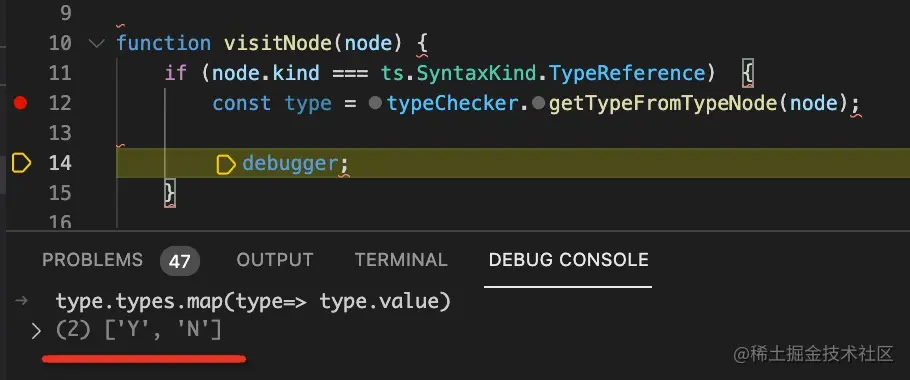 9
10 function visitNode(node) {
11 if (node.kind === ts.SyntaxKind.TypeReference) {
12 const type = typeChecker.getTypeFromTypeNode(node);
13
14 debugger;
15 }
16
PROBLEMS 47 OUTPUT TERMINAL DEBUG CONSOLE
→ type.types.map(type=> type.value)
> (2) ['Y', 'N']
@稀土掘金技术社区